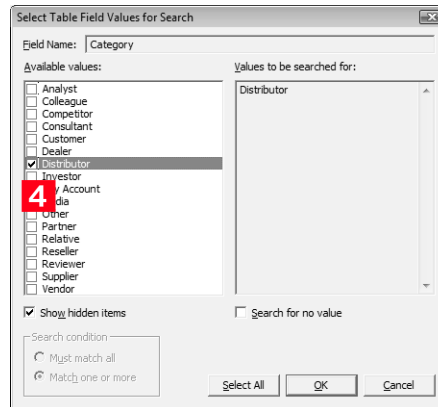 Select Table Field Values for Search
Field Name: Category
Available values:
Analyst
Colleague
Competitor
Consultant
Customer
Dealer
Distributor
Investor
y Account
4
dia
Other
Partner
Relative
Reseller
Reviewer
Supplier
Vendor
Show hidden items
Search condition
Must match all
Match one or more
Values to be searched for:
Distributor
Search for no value
Select All
OK
Cancel